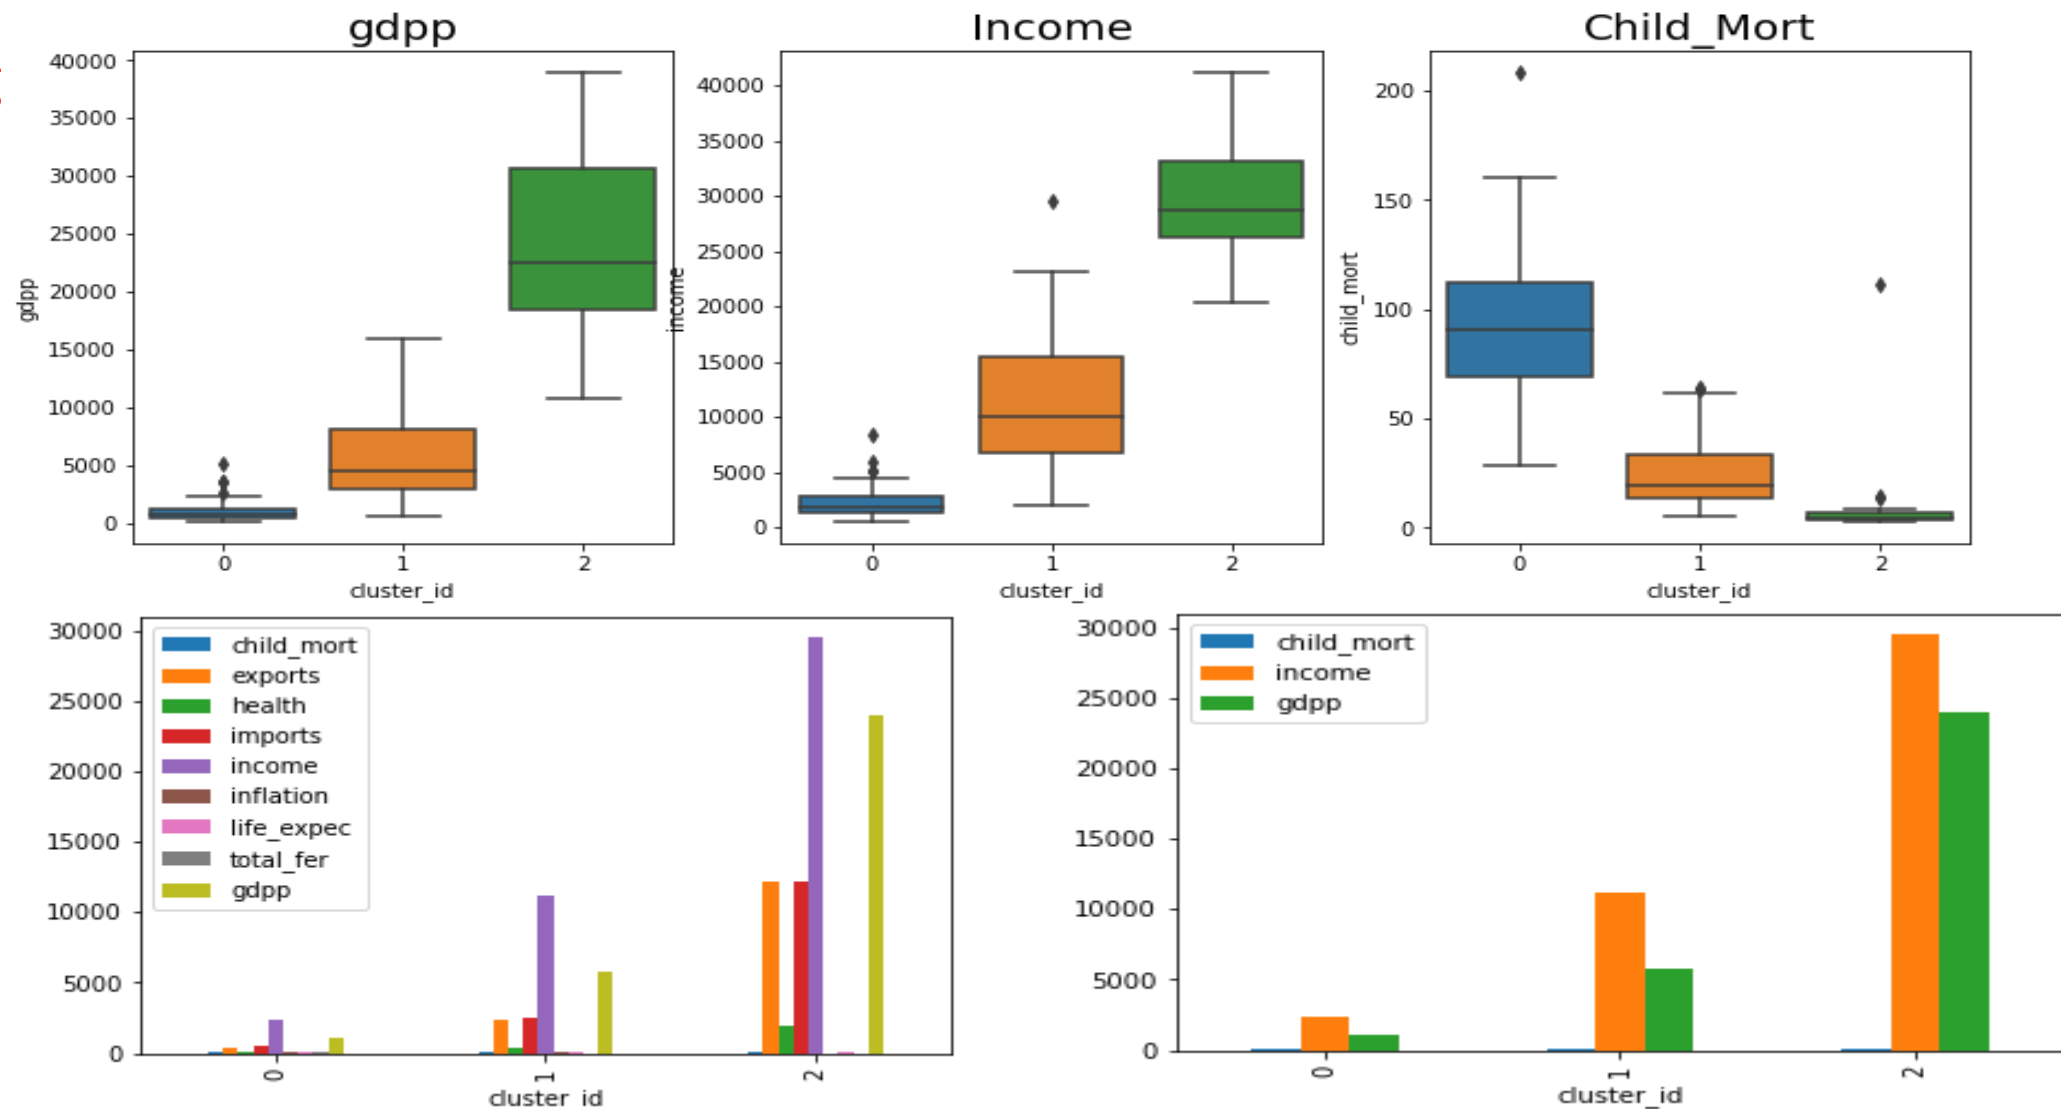 gdpp
Income
Child_Mort
40000
35000
30000
25000
20000
15000
10000
5000
0
gdpp
0 1 2
cluster_id
40000
35000
30000
25000
20000
15000
10000
5000
0
income
0 1 2
cluster_id
200
150
100
50
0
child_mort
0 1 2
cluster_id
30000
25000
20000
15000
10000
5000
0
child_mort
exports
health
imports
income
inflation
life_expec
total_fer
gdpp
0 1 2
cluster_id
30000
25000
20000
15000
10000
5000
0
child_mort
income
gdpp
0 1 2
cluster_id